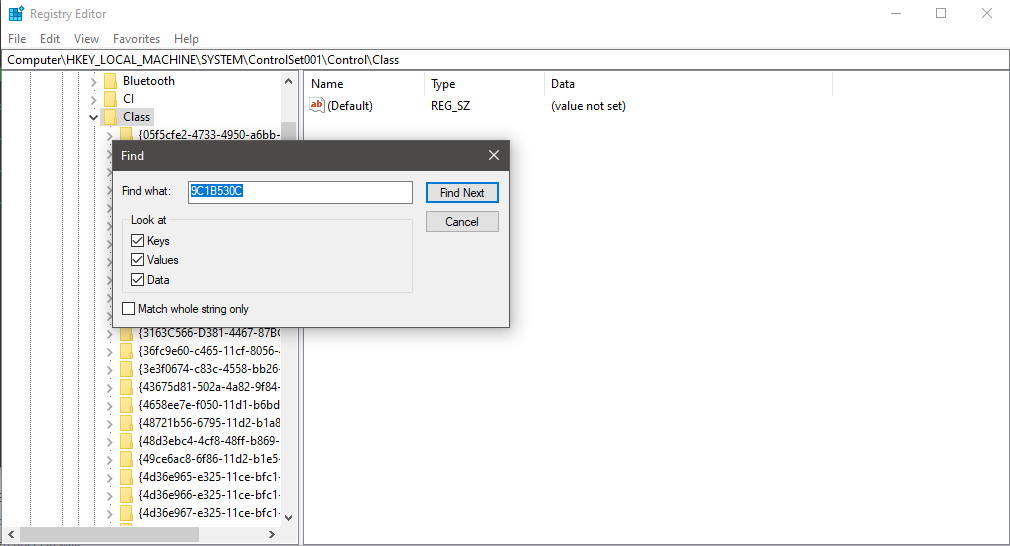 Registry Editor
File Edit View Favorites Help
Computer\HKEY_LOCAL_MACHINE\SYSTEM\ControlSet001\Control\Class
Bluetooth
CI
Class
{05f5cfe2-4733-4950-a6bb-
Name Type Data
ab (Default) REG_SZ (value not set)
Find
Find what: 9C1B530C Find Next
Look at Cancel
Keys
Values
Data
Match whole string only
{3163C566-D381-4467-87BC
{36fc9e60-c465-11cf-8056-4
{3e3f0674-c83c-4558-bb26-
{43675d81-502a-4a82-9f84-
{4658ee7e-f050-11d1-b6bd
{48721b56-6795-11d2-b1a8
{48d3ebc4-4cf8-48ff-b869-
{49ce6ac8-6f86-11d2-b1e5-
{4d36e965-e325-11ce-bfc1-
{4d36e966-e325-11ce-bfc1-
{4d36e967-e325-11ce-bfc1-